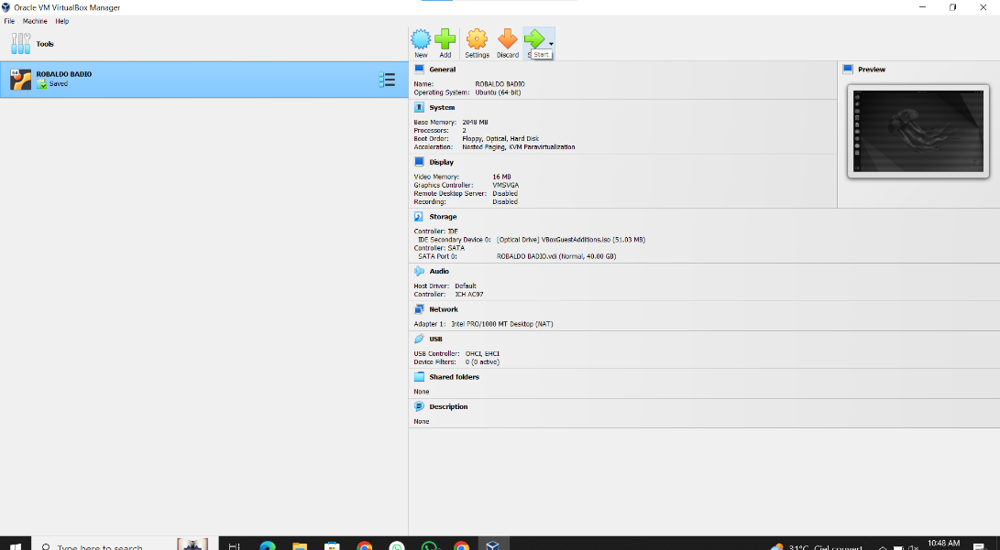 Oracle VM VirtualBox Manager
File Machine Help
Tools
New Add Settings Discard Start
ROBALDO BADIO
Saved
General
Name: ROBALDO BADIO
Operating System: Ubuntu (64-bit)
System
Base Memory: 2048 MB
Processors: 2
Boot Order: Floppy, Optical, Hard Disk
Acceleration: Nested Paging, KVM Paravirtualization
Display
Video Memory: 16 MB
Graphics Controller: VMSVGA
Remote Desktop Server: Disabled
Recording: Disabled
Preview
Storage
Controller: IDE
IDE Secondary Device 0: [Optical Drive] VBoxGuestAdditions.iso (51.03 MB)
Controller: SATA
SATA Port 0: ROBALDO BADIO.vdi (Normal, 40.00 GB)
Audio
Host Driver: Default
Controller: ICH AC97
Network
Adapter 1: Intel PRO/1000 MT Desktop (NAT)
USB
USB Controller: OHCI, EHCI
Device Filters: 0 (0 active)
Shared folders
None
Description
None
Type here to search
31°C Ciel couvert
10:48 AM